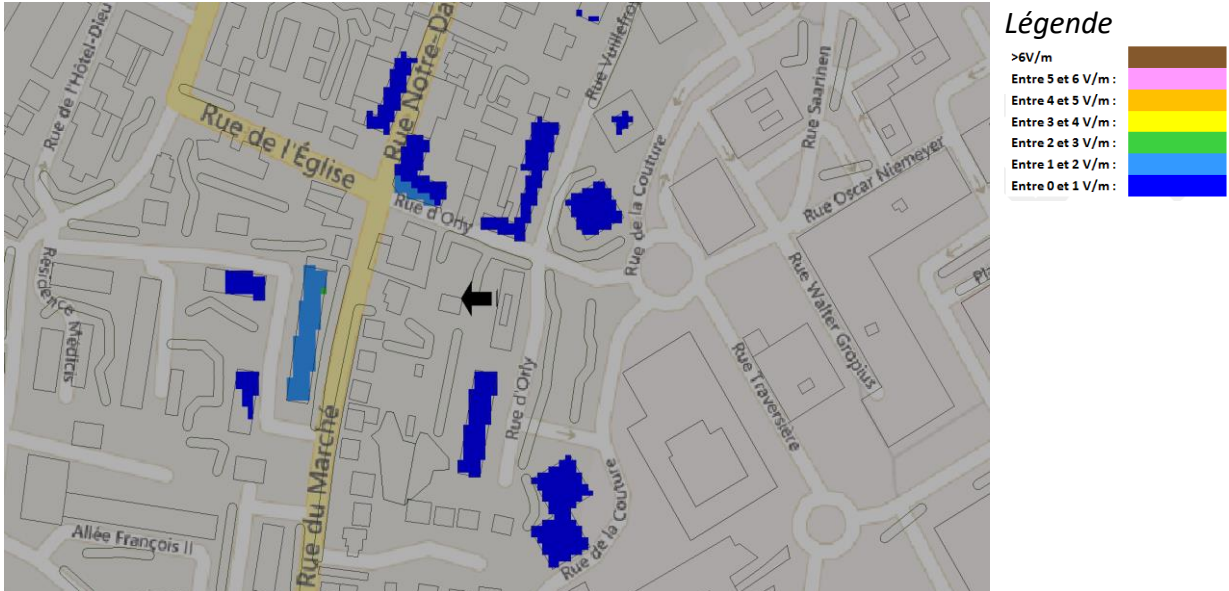 Légende
>6V/m
Entre 5 et 6 V/m :
Entre 4 et 5 V/m :
Entre 3 et 4 V/m :
Entre 2 et 3 V/m :
Entre 1 et 2 V/m :
Entre 0 et 1 V/m :
Rue de l'Hôtel-Dieu
Rue Notre-Da
Rue Vuillefroy
Rue Saarinen
Rue de l'Église
Rue de la Couture
Rue Oscar Niemeyer
Rue d'Orly
Résidence Médicis
Rue Walter Gropius
Pl
Rue d'Orly
Rue Traversière
Rue du Marché
Rue de la Couture
Allée François II